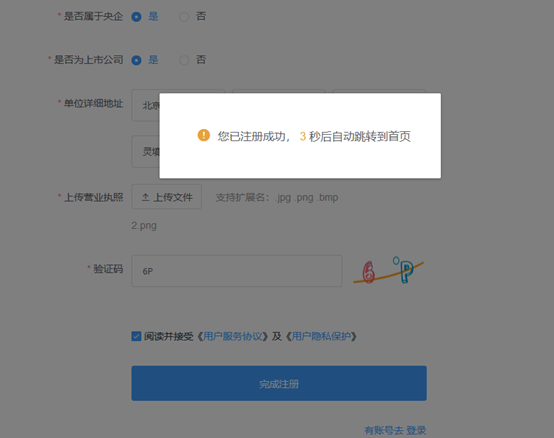 * 是否属于央企 是 否
* 是否为上市公司 是 否
* 单位详细地址 北京
您已注册成功， 3 秒后自动跳转到首页
灵境
* 上传营业执照 上传文件 支持扩展名： .jpg .png .bmp
2.png
* 验证码 6P 6 P
阅读并接受《用户服务协议》及《用户隐私保护》
完成注册
有账号去 登录